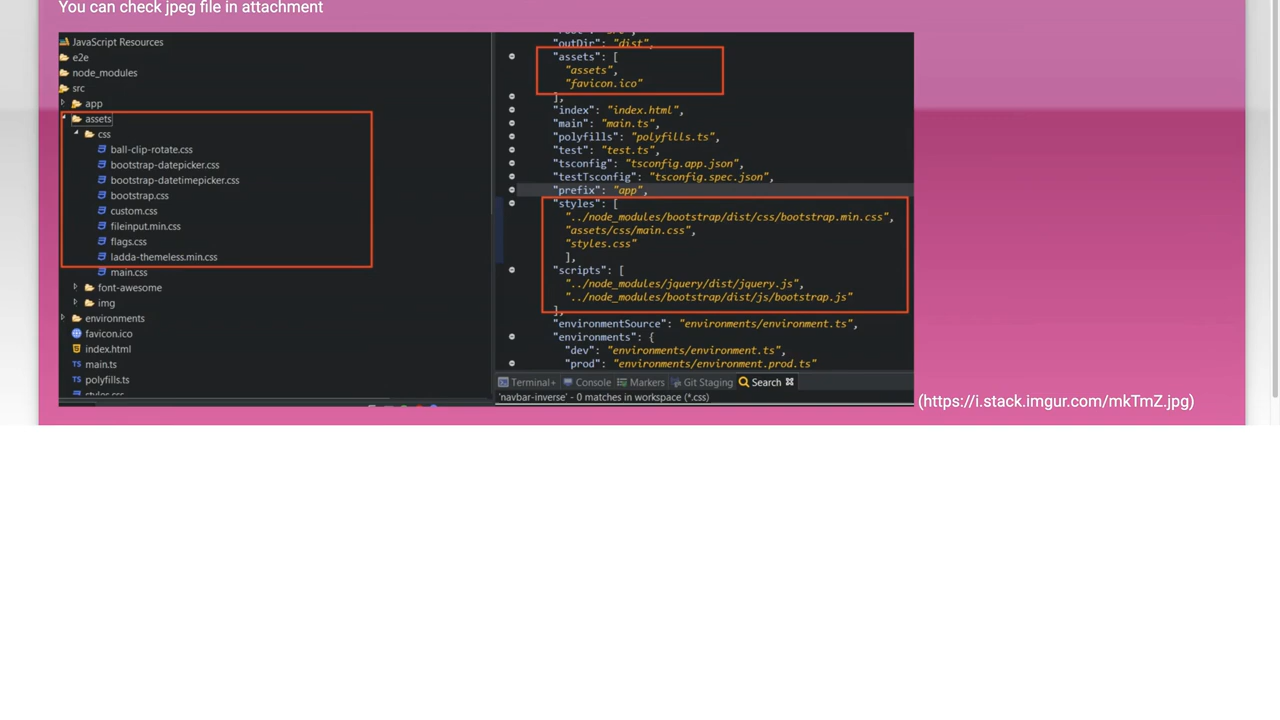 You can check jpeg file in attachment
JavaScript Resources
e2e
node_modules
src
app
assets
css
ball-clip-rotate.css
bootstrap-datepicker.css
bootstrap-datetimepicker.css
bootstrap.css
custom.css
fileinput.min.css
flags.css
ladda-themeless.min.css
main.css
font-awesome
img
environments
favicon.ico
index.html
main.ts
polyfills.ts
styles.css
"outDir": "dist",
"assets": [
"assets",
"favicon.ico"
],
"index": "index.html",
"main": "main.ts",
"polyfills": "polyfills.ts",
"test": "test.ts",
"tsconfig": "tsconfig.app.json",
"testTsconfig": "tsconfig.spec.json",
"prefix": "app",
"styles": [
"../node_modules/bootstrap/dist/css/bootstrap.min.css",
"assets/css/main.css",
"styles.css"
],
"scripts": [
"../node_modules/jquery/dist/jquery.js",
"../node_modules/bootstrap/dist/js/bootstrap.js"
],
"environmentSource": "environments/environment.ts",
"environments": {
"dev": "environments/environment.ts",
"prod": "environments/environment.prod.ts"
Terminal+ Console Markers Git Staging Search
'navbar-inverse' - 0 matches in workspace (*.css)
(https://i.stack.imgur.com/mkTmZ.jpg)